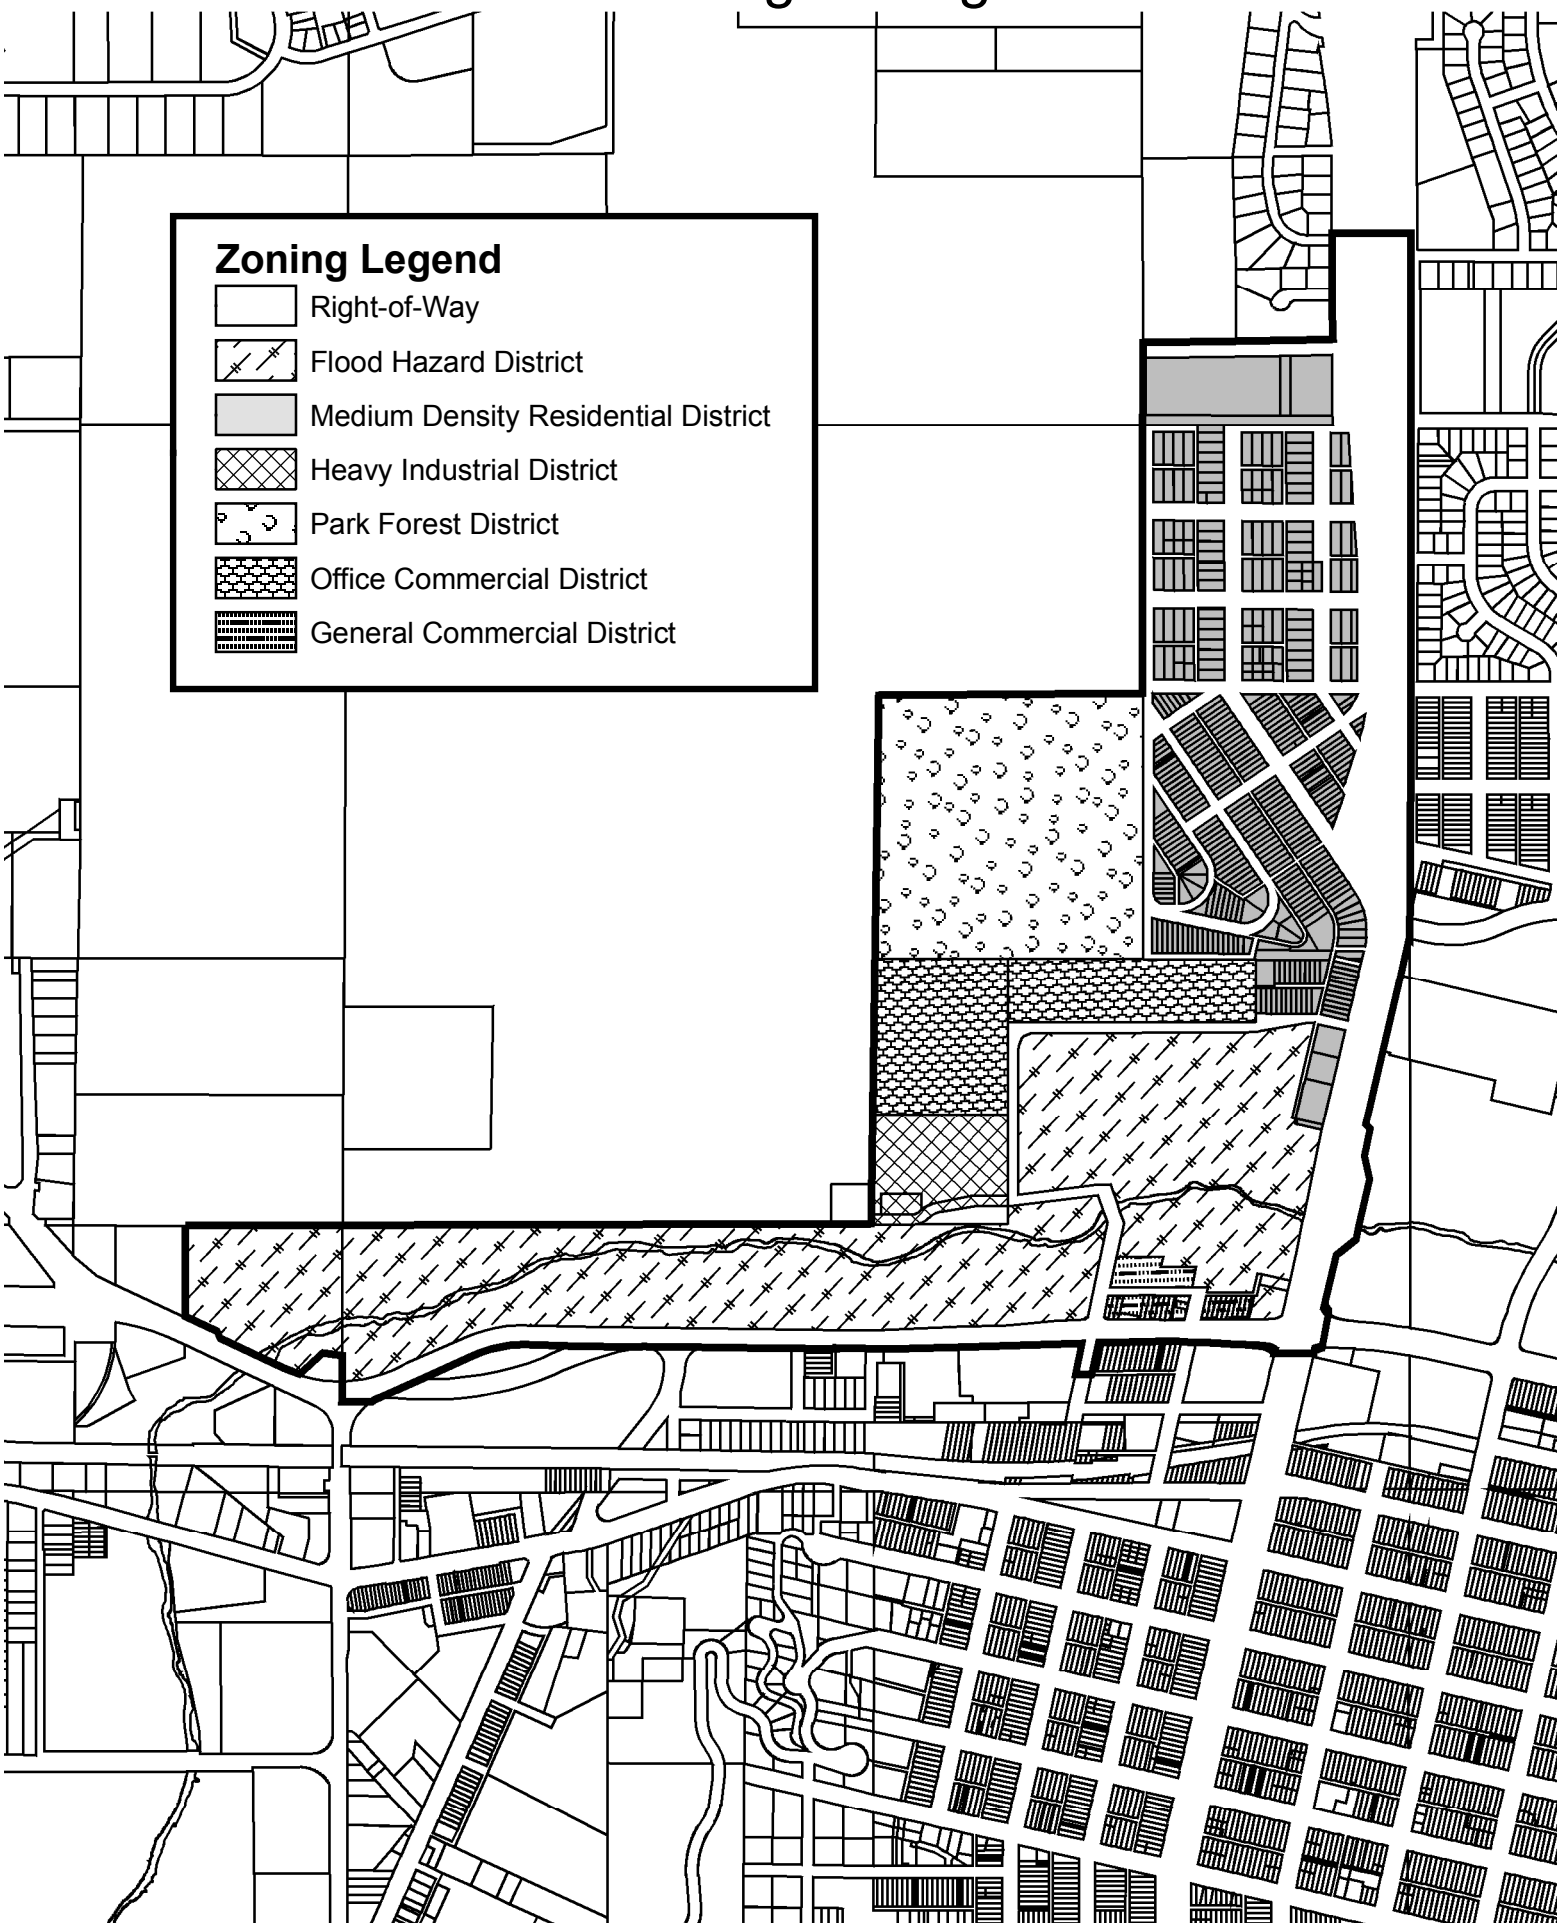 Zoning Legend
Right-of-Way
Flood Hazard District
Medium Density Residential District
Heavy Industrial District
Park Forest District
Office Commercial District
General Commercial District